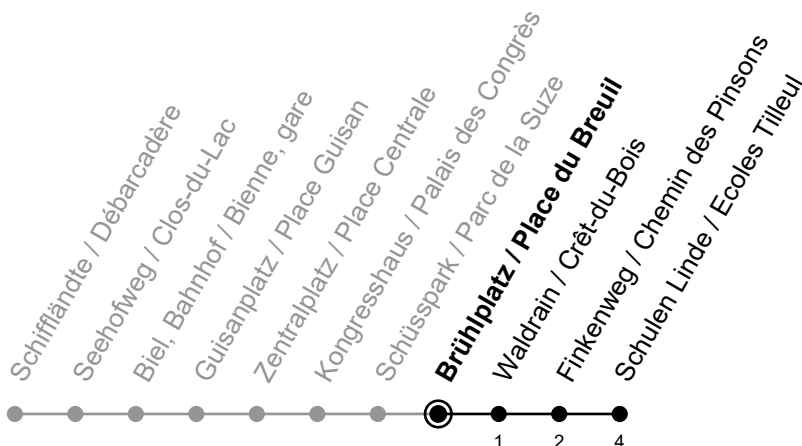 Schifflände / Débarcadère
Seehofweg / Clos-du-Lac
Biel, Bahnhof / Bienne, gare
Guisanplatz / Place Guisan
Zentralplatz / Place Centrale
Kongresshaus / Palais des Congrès
Schüsspark / Parc de la Suze
Brühlplatz / Place du Breuil
Waldrain / Crêt-du-Bois
Finkenweg / Chemin des Pinsons
Schulen Linde / Ecoles Tilleul
1 2 4